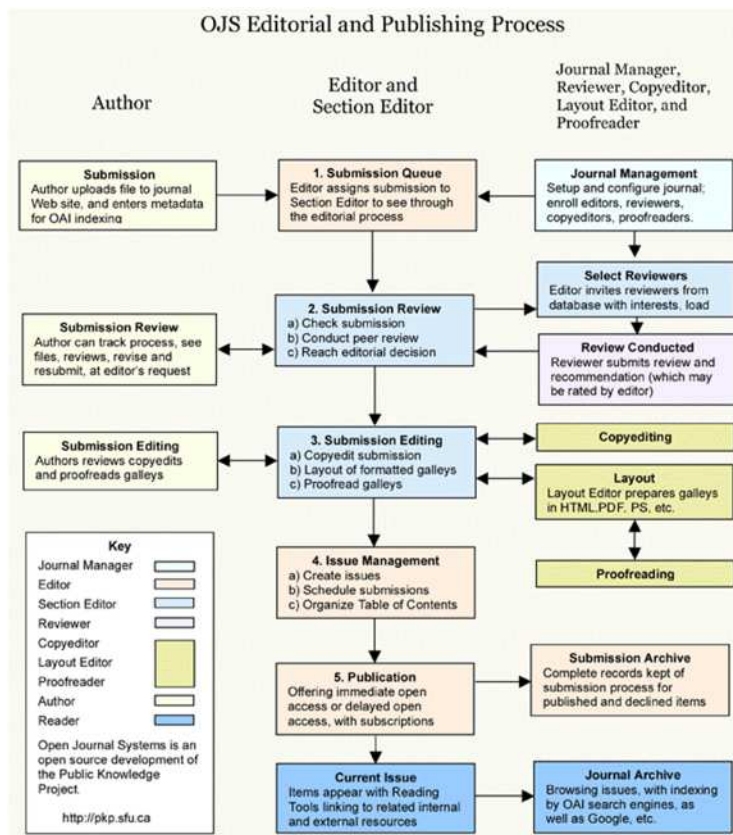 OJS Editorial and Publishing Process
Author
Editor and
Section Editor
Journal Manager,
Reviewer, Copyeditor,
Layout Editor, and
Proofreader
Submission
Author uploads file to journal
Web site, and enters metadata
for OAI indexing
1. Submission Queue
Editor assigns submission to
Section Editor to see through
the editorial process
Journal Management
Setup and configure journal;
enroll editors, reviewers,
copyeditors, proofreaders.
Select Reviewers
Editor invites reviewers from
database with interests, load
Submission Review
Author can track process, see
files, reviews, revise and
resubmit, at editor's request
2. Submission Review
a) Check submission
b) Conduct peer review
c) Reach editorial decision
Review Conducted
Reviewer submits review and
recommendation (which may
be rated by editor)
Submission Editing
Authors reviews copyedits
and proofreads galleys
3. Submission Editing
a) Copyedit submission
b) Layout of formatted galleys
c) Proofread galleys
Copyediting
Layout
Layout Editor prepares galleys
in HTML.PDF, PS, etc.
Proofreading
Key
Journal Manager
Editor
Section Editor
Reviewer
Copyeditor
Layout Editor
Proofreader
Author
Reader
Open Journal Systems is an
open source development of
the Public Knowledge
Project.
http://pkp.sfu.ca
4. Issue Management
a) Create issues
b) Schedule submissions
c) Organize Table of Contents
5. Publication
Offering immediate open
access or delayed open
access, with subscriptions
Submission Archive
Complete records kept of
submission process for
published and declined items
Current Issue
Items appear with Reading
Tools linking to related internal
and external resources
Journal Archive
Browsing issues, with indexing
by OAI search engines, as
well as Google, etc.